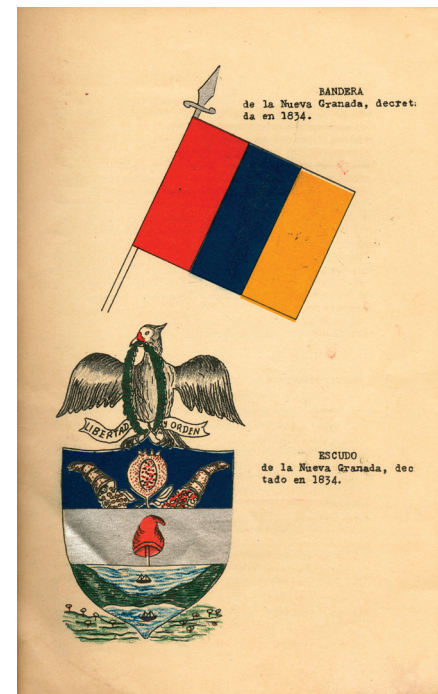 BANDERA
de la Nueva Granada, decreta
da en 1834.
LIBERTAD Y ORDEN
ESCUDO
de la Nueva Granada, dec
tado en 1834.